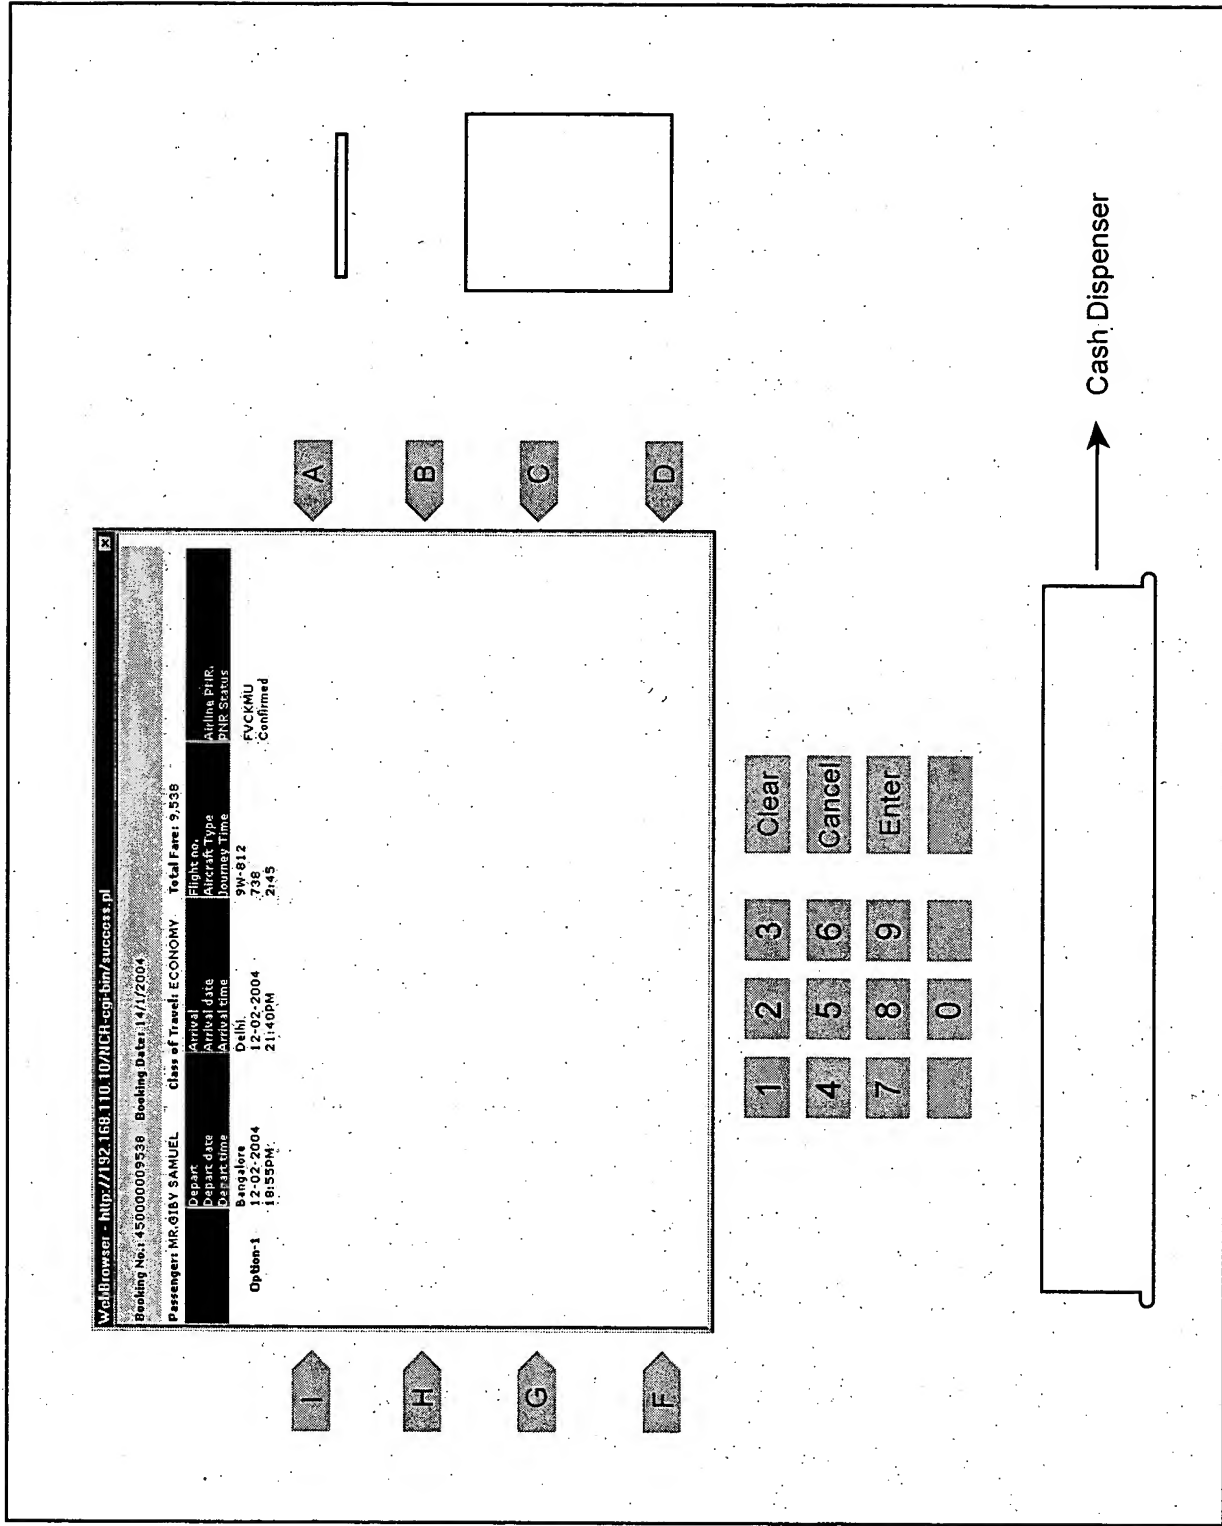 WebBrowser - http://192.168.110.10/NCR-cgi-bin/success.pl
Booking No.: 450000009538 Booking Date: 14/1/2004
Passenger: MR.GIBY SAMUEL Class of Travel: ECONOMY Total Fare: 9,538
Depart Arrival Flight no.
Depart date Arrival date Aircraft Type Airline PNR.
Depart time Arrival time Journey Time PNR Status
Bangalore Delhi 9W-812
Option-1 12-02-2004 12-02-2004 738 FVCKMU
18:55PM 21:40PM 2:45 Confirmed
I A
H B
G C
F D
1 2 3 Clear
4 5 6 Cancel
7 8 9 Enter
0
Cash Dispenser